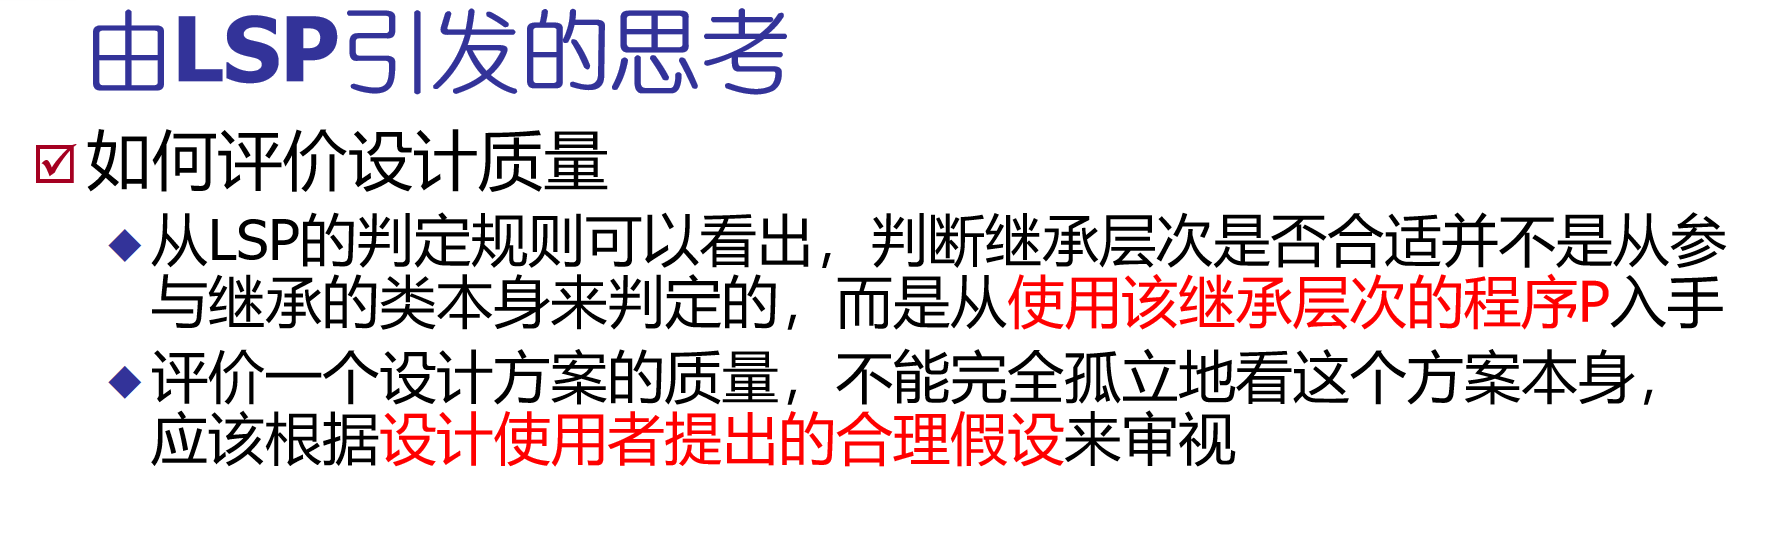 由LSP引发的思考
如何评价设计质量
从LSP的判定规则可以看出，判断继承层次是否合适并不是从参
与继承的类本身来判定的，而是从使用该继承层次的程序P入手
评价一个设计方案的质量，不能完全孤立地看这个方案本身，
应该根据设计使用者提出的合理假设来审视